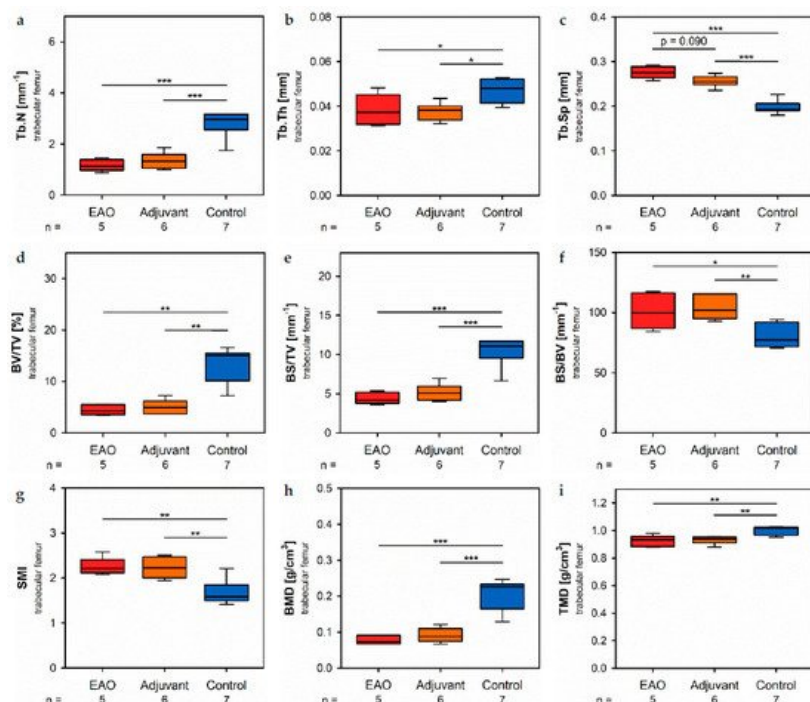 a
Tb.N [mm⁻¹]
trabecular femur
6
4
2
0
***
***
EAO Adjuvant Control
n = 5 6 7
b
Tb.Th [mm]
trabecular femur
0.08
0.06
0.04
0.02
0.00
*
*
EAO Adjuvant Control
n = 5 6 7
c
Tb.Sp [mm]
trabecular femur
0.4
0.3
0.2
0.1
0.0
***
p = 0.090
***
EAO Adjuvant Control
n = 5 6 7
d
BV/TV [%]
trabecular femur
30
20
10
0
**
**
EAO Adjuvant Control
n = 5 6 7
e
BS/TV [mm⁻¹]
trabecular femur
25
20
15
10
5
0
***
***
EAO Adjuvant Control
n = 5 6 7
f
BS/BV [mm⁻¹]
trabecular femur
150
100
50
0
*
**
EAO Adjuvant Control
n = 5 6 7
g
SMI
trabecular femur
4
3
2
1
0
**
**
EAO Adjuvant Control
n = 5 6 7
h
BMD [g/cm³]
trabecular femur
0.5
0.4
0.3
0.2
0.1
0.0
***
***
EAO Adjuvant Control
n = 5 6 7
i
TMD [g/cm³]
trabecular femur
1.2
1.0
0.8
0.6
0.4
0.2
0.0
**
**
EAO Adjuvant Control
n = 5 6 7